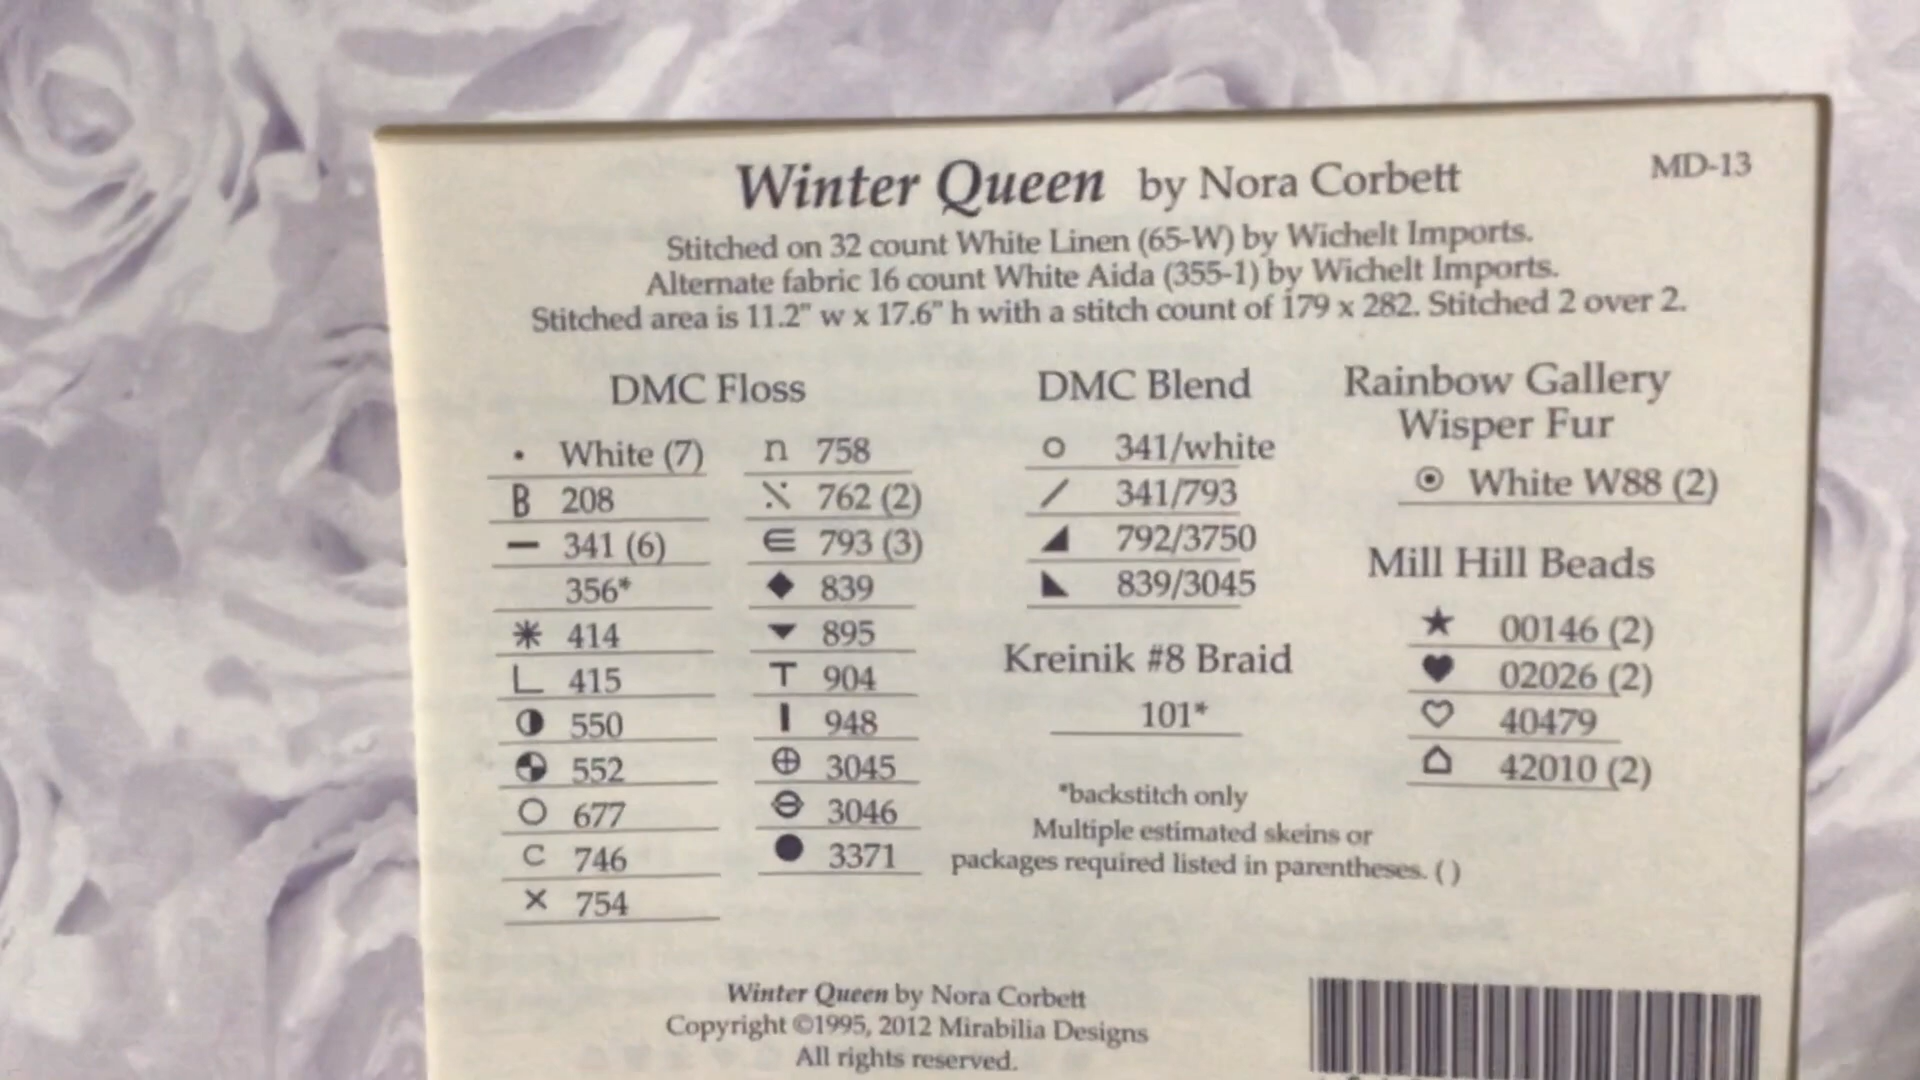 Winter Queen by Nora Corbett
MD-13
Stitched on 32 count White Linen (65-W) by Wichelt Imports.
Alternate fabric 16 count White Aida (355-1) by Wichelt Imports.
Stitched area is 11.2" w x 17.6" h with a stitch count of 179 x 282. Stitched 2 over 2.
DMC Floss
• White (7)
B 208
— 341 (6)
356*
✳ 414
L 415
◑ 550
552
○ 677
C 746
× 754
n 758
762 (2)
∈ 793 (3)
◆ 839
▼ 895
T 904
I 948
⊕ 3045
⊖ 3046
● 3371
DMC Blend
○ 341/white
/ 341/793
◢ 792/3750
◣ 839/3045
Kreinik #8 Braid
101*
*backstitch only
Multiple estimated skeins or
packages required listed in parentheses. ( )
Rainbow Gallery
Wisper Fur
⊙ White W88 (2)
Mill Hill Beads
★ 00146 (2)
♥ 02026 (2)
♡ 40479
⌂ 42010 (2)
Winter Queen by Nora Corbett
Copyright ©1995, 2012 Mirabilia Designs
All rights reserved.